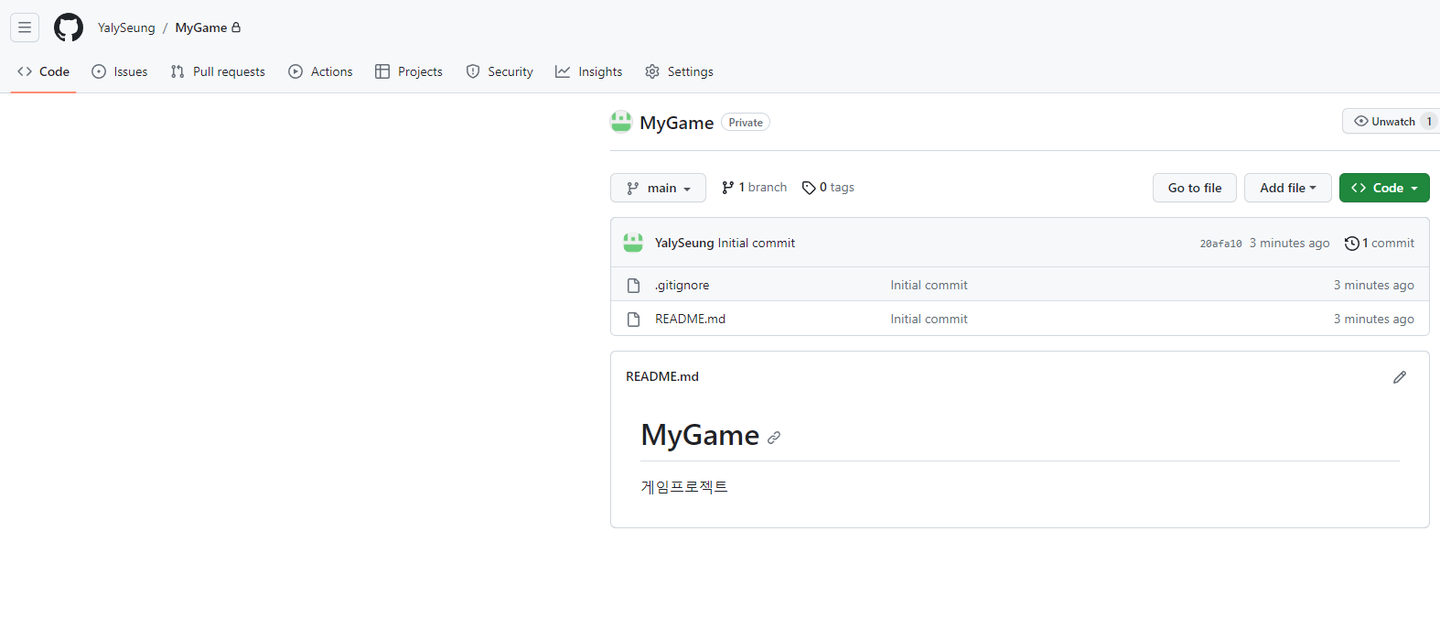 YalySeung / MyGame
Code Issues Pull requests Actions Projects Security Insights Settings
MyGame Private Unwatch 1
main 1 branch 0 tags Go to file Add file Code
YalySeung Initial commit 20afa10 3 minutes ago 1 commit
.gitignore Initial commit 3 minutes ago
README.md Initial commit 3 minutes ago
README.md
MyGame
게임프로젝트